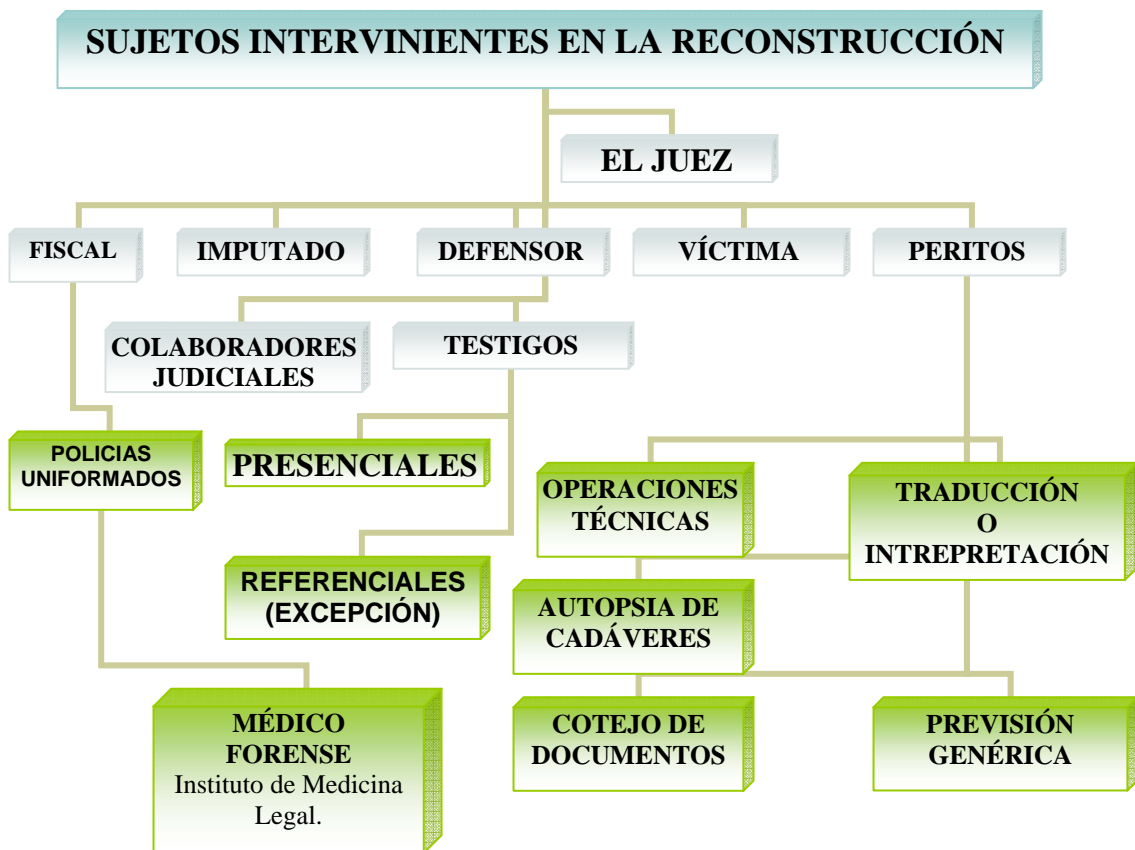 SUJETOS INTERVINIENTES EN LA RECONSTRUCCIÓN
EL JUEZ
FISCAL
IMPUTADO
DEFENSOR
VÍCTIMA
PERITOS
COLABORADORES
JUDICIALES
TESTIGOS
POLICIAS
UNIFORMADOS
PRESENCIALES
OPERACIONES
TÉCNICAS
TRADUCCIÓN
O
INTREPRETACIÓN
REFERENCIALES
(EXCEPCIÓN)
AUTOPSIA DE
CADÁVERES
MÉDICO
FORENSE
Instituto de Medicina
Legal.
COTEJO DE
DOCUMENTOS
PREVISIÓN
GENÉRICA